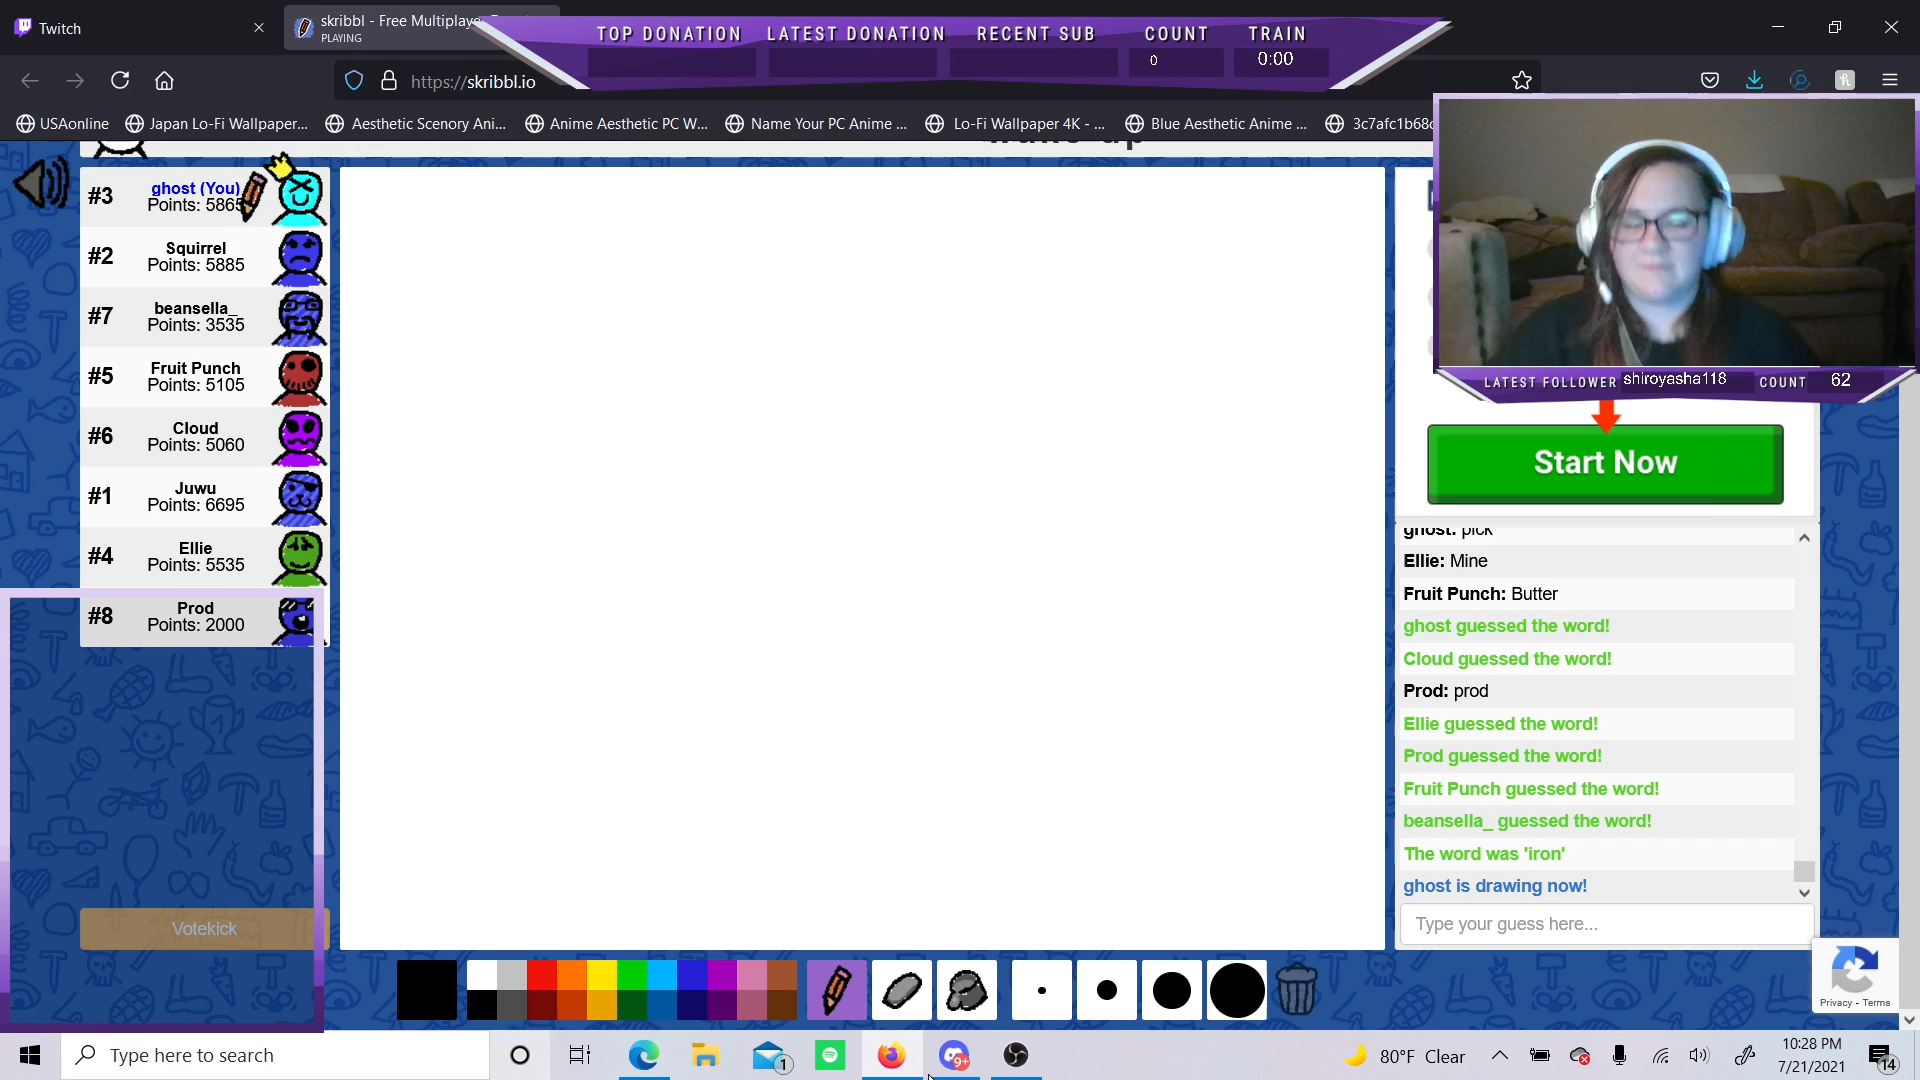 Twitch
skribbl - Free Multiplaye
PLAYING
TOP DONATION
LATEST DONATION
RECENT SUB
COUNT
0
TRAIN
0:00
https://skribbl.io
USAonline
Japan Lo-Fi Wallpaper...
Aesthetic Scenory Ani...
Anime Aesthetic PC W...
Name Your PC Anime ...
Lo-Fi Wallpaper 4K - ...
Blue Aesthetic Anime ...
3c7afc1b68c
#3
ghost (You)
Points: 5865
#2
Squirrel
Points: 5885
#7
beansella_
Points: 3535
#5
Fruit Punch
Points: 5105
#6
Cloud
Points: 5060
#1
Juwu
Points: 6695
#4
Ellie
Points: 5535
#8
Prod
Points: 2000
Votekick
LATEST FOLLOWER shiroyasha118 COUNT 62
Start Now
ghost: pick
Ellie: Mine
Fruit Punch: Butter
ghost guessed the word!
Cloud guessed the word!
Prod: prod
Ellie guessed the word!
Prod guessed the word!
Fruit Punch guessed the word!
beansella_ guessed the word!
The word was 'iron'
ghost is drawing now!
Type your guess here...
Privacy - Terms
Type here to search
1
9+
80°F Clear
10:28 PM
7/21/2021
14